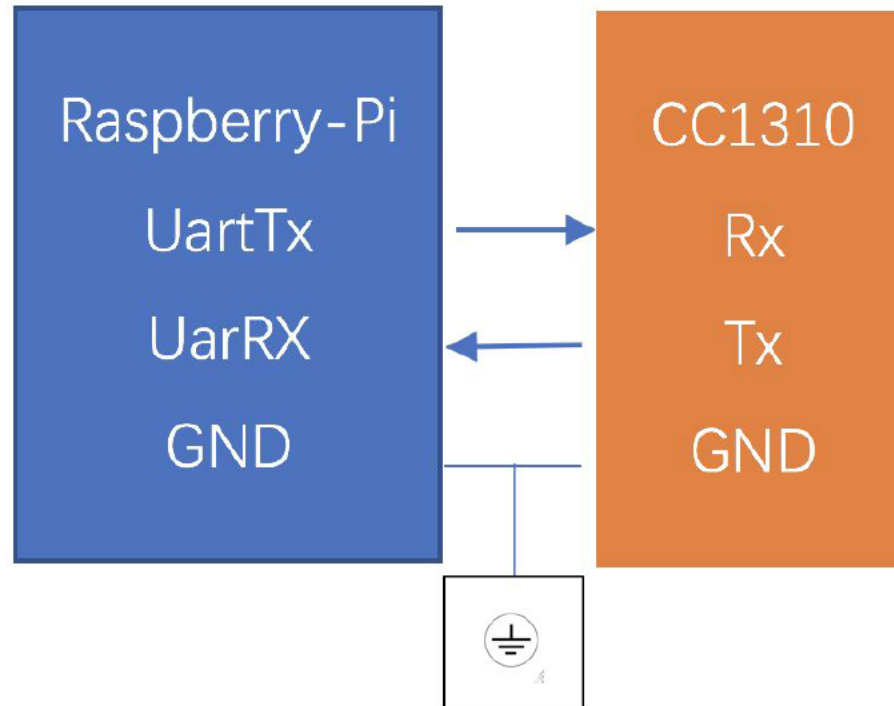 Raspberry-Pi
UartTx
UarRX
GND
CC1310
Rx
Tx
GND